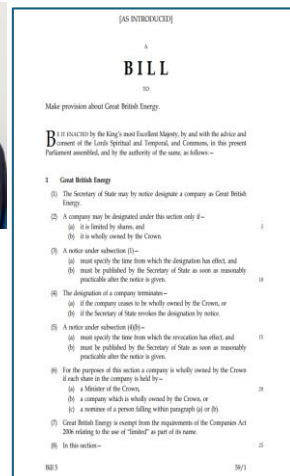 [AS INTRODUCED]
A
BILL
TO
Make provision about Great British Energy.
BE IT ENACTED by the King's most Excellent Majesty, by and with the advice and
consent of the Lords Spiritual and Temporal, and Commons, in this present
Parliament assembled, and by the authority of the same, as follows:—
1 Great British Energy
(1) The Secretary of State may by notice designate a company as Great British
Energy.
(2) A company may be designated under this section only if—
(a) it is limited by shares, and 5
(b) it is wholly owned by the Crown.
(3) A notice under subsection (1)—
(a) must specify the time from which the designation has effect, and
(b) must be published by the Secretary of State as soon as reasonably
practicable after the notice is given. 10
(4) The designation of a company terminates—
(a) if the company ceases to be wholly owned by the Crown, or
(b) if the Secretary of State revokes the designation by notice.
(5) A notice under subsection (4)(b)—
(a) must specify the time from which the revocation has effect, and 15
(b) must be published by the Secretary of State as soon as reasonably
practicable after the notice is given.
(6) For the purposes of this section a company is wholly owned by the Crown
if each share in the company is held by—
(a) a Minister of the Crown, 20
(b) a company which is wholly owned by the Crown, or
(c) a nominee of a person falling within paragraph (a) or (b).
(7) Great British Energy is exempt from the requirements of the Companies Act
2006 relating to the use of "limited" as part of its name.
(8) In this section— 25
Bill 5 59/1